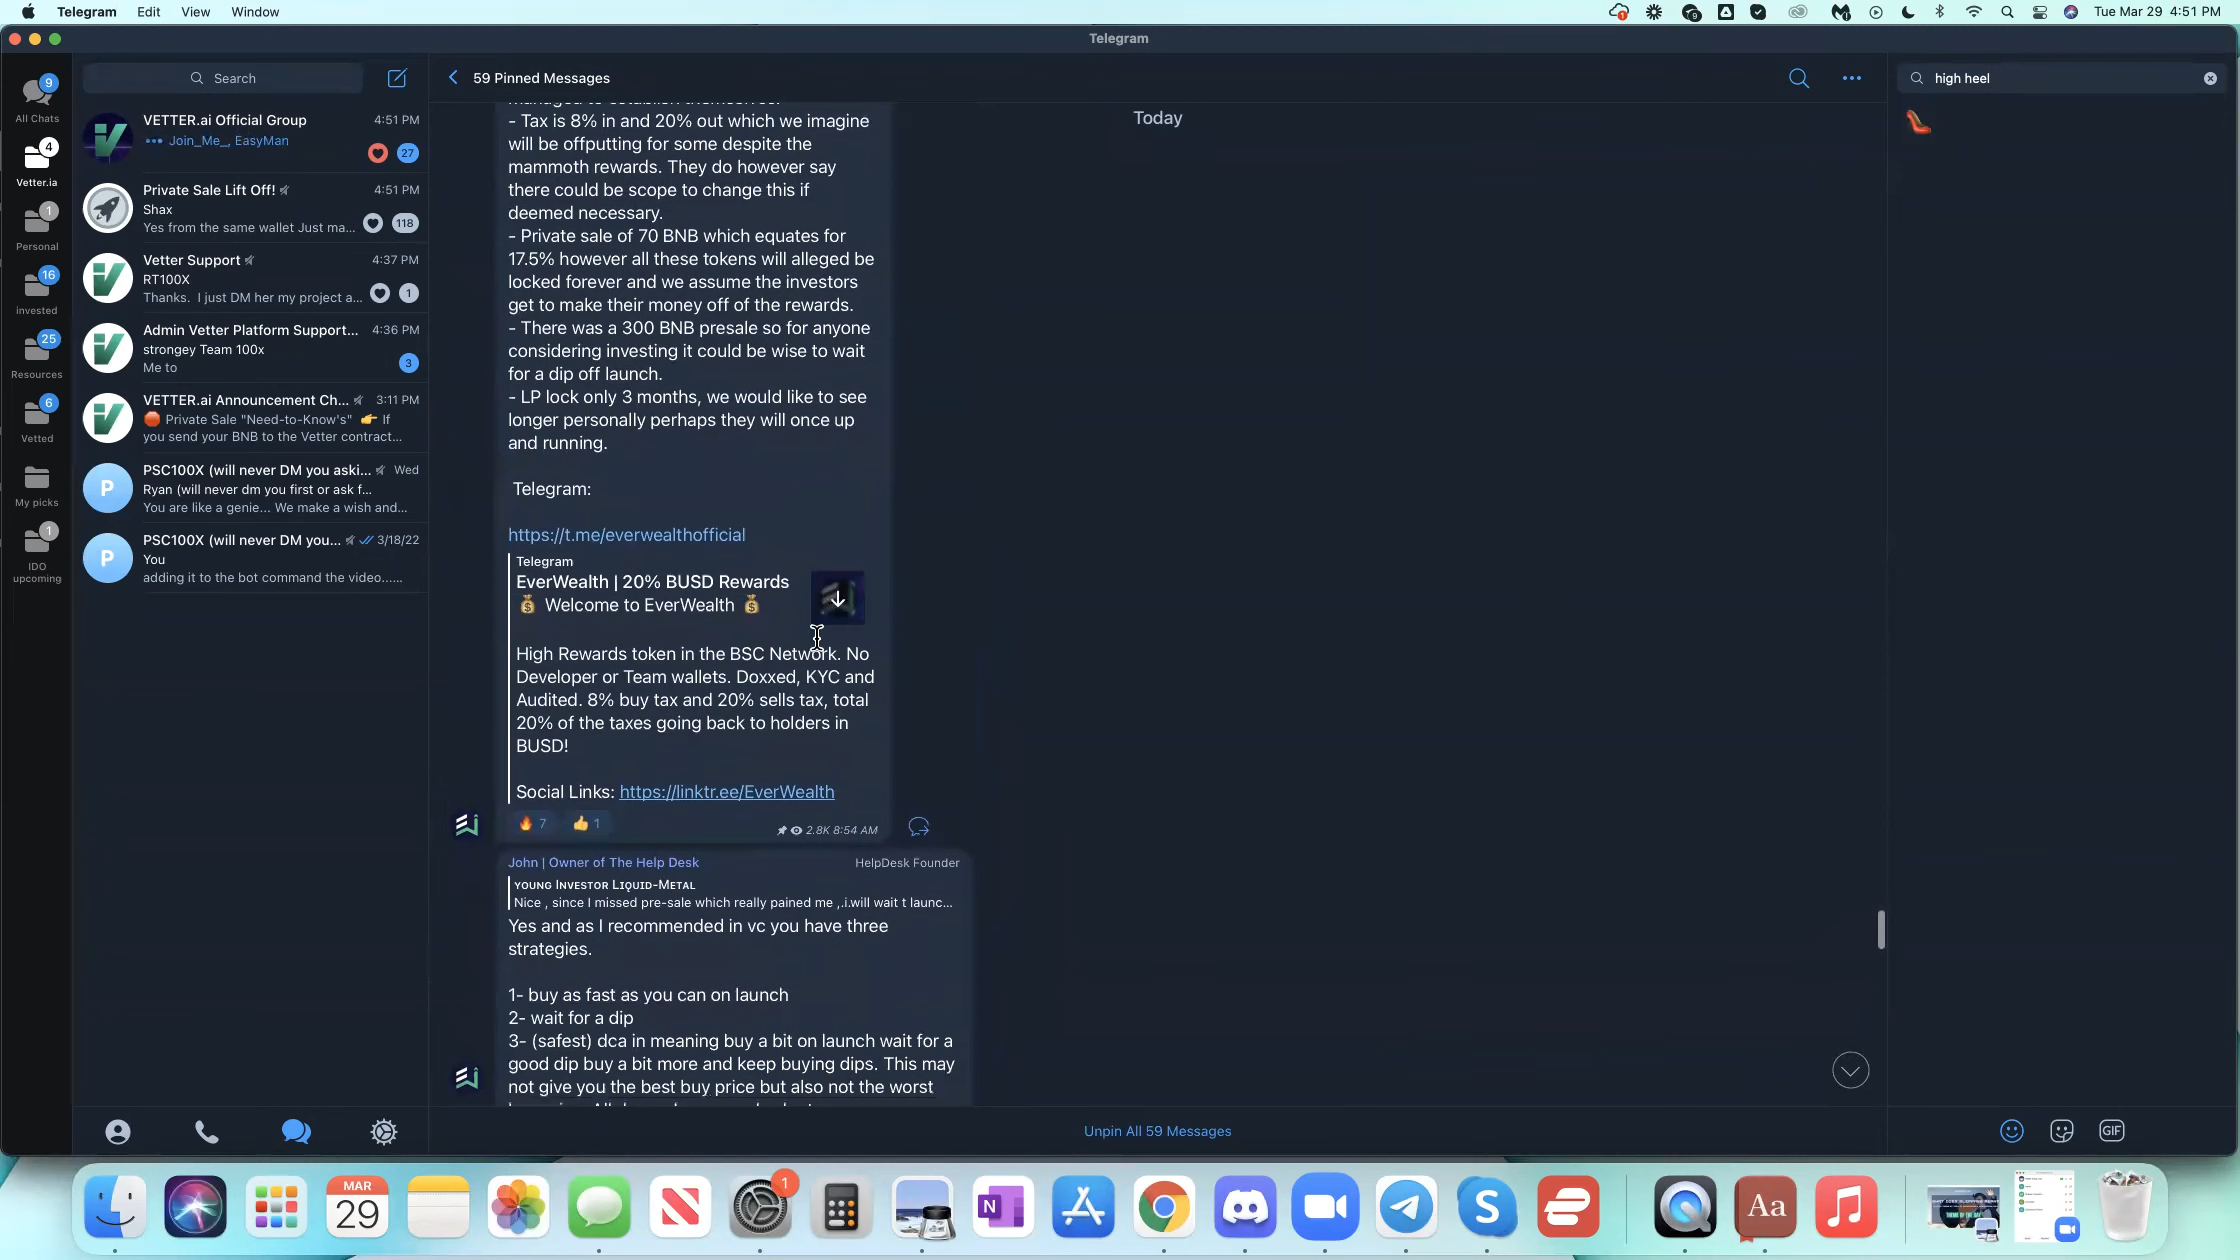 Telegram Edit View Window
Tue Mar 29 4:51 PM
Telegram
9
All Chats
4
Vetter.ia
1
Personal
16
invested
25
Resources
6
Vetted
My picks
1
IDO
upcoming
Search
VETTER.ai Official Group 4:51 PM
Join_Me_, EasyMan
27
Private Sale Lift Off! 4:51 PM
Shax
Yes from the same wallet Just ma... 118
Vetter Support 4:37 PM
RT100X
Thanks. I just DM her my project a... 1
Admin Vetter Platform Support... 4:36 PM
strongey Team 100x
Me to 3
VETTER.ai Announcement Ch... 3:11 PM
🛑 Private Sale "Need-to-Know's" 👉 If
you send your BNB to the Vetter contract...
P
PSC100X (will never DM you aski... Wed
Ryan (will never dm you first or ask f...
You are like a genie... We make a wish and...
P
PSC100X (will never DM you... 3/18/22
You
adding it to the bot command the video......
59 Pinned Messages
Today
- Tax is 8% in and 20% out which we imagine
will be offputting for some despite the
mammoth rewards. They do however say
there could be scope to change this if
deemed necessary.
- Private sale of 70 BNB which equates for
17.5% however all these tokens will alleged be
locked forever and we assume the investors
get to make their money off of the rewards.
- There was a 300 BNB presale so for anyone
considering investing it could be wise to wait
for a dip off launch.
- LP lock only 3 months, we would like to see
longer personally perhaps they will once up
and running.
Telegram:
https://t.me/everwealthofficial
Telegram
EverWealth | 20% BUSD Rewards
💰 Welcome to EverWealth 💰
High Rewards token in the BSC Network. No
Developer or Team wallets. Doxxed, KYC and
Audited. 8% buy tax and 20% sells tax, total
20% of the taxes going back to holders in
BUSD!
Social Links: https://linktr.ee/EverWealth
🔥 7 👍 1
2.8K 8:54 AM
John | Owner of The Help Desk HelpDesk Founder
YOUNG INVESTOR LIQUID-METAL
Nice , since I missed pre-sale which really pained me ,.i.will wait t launc...
Yes and as I recommended in vc you have three
strategies.
1- buy as fast as you can on launch
2- wait for a dip
3- (safest) dca in meaning buy a bit on launch wait for a
good dip buy a bit more and keep buying dips. This may
not give you the best buy price but also not the worst
Unpin All 59 Messages
high heel
GIF
MAR
29
1
N
S
Aa